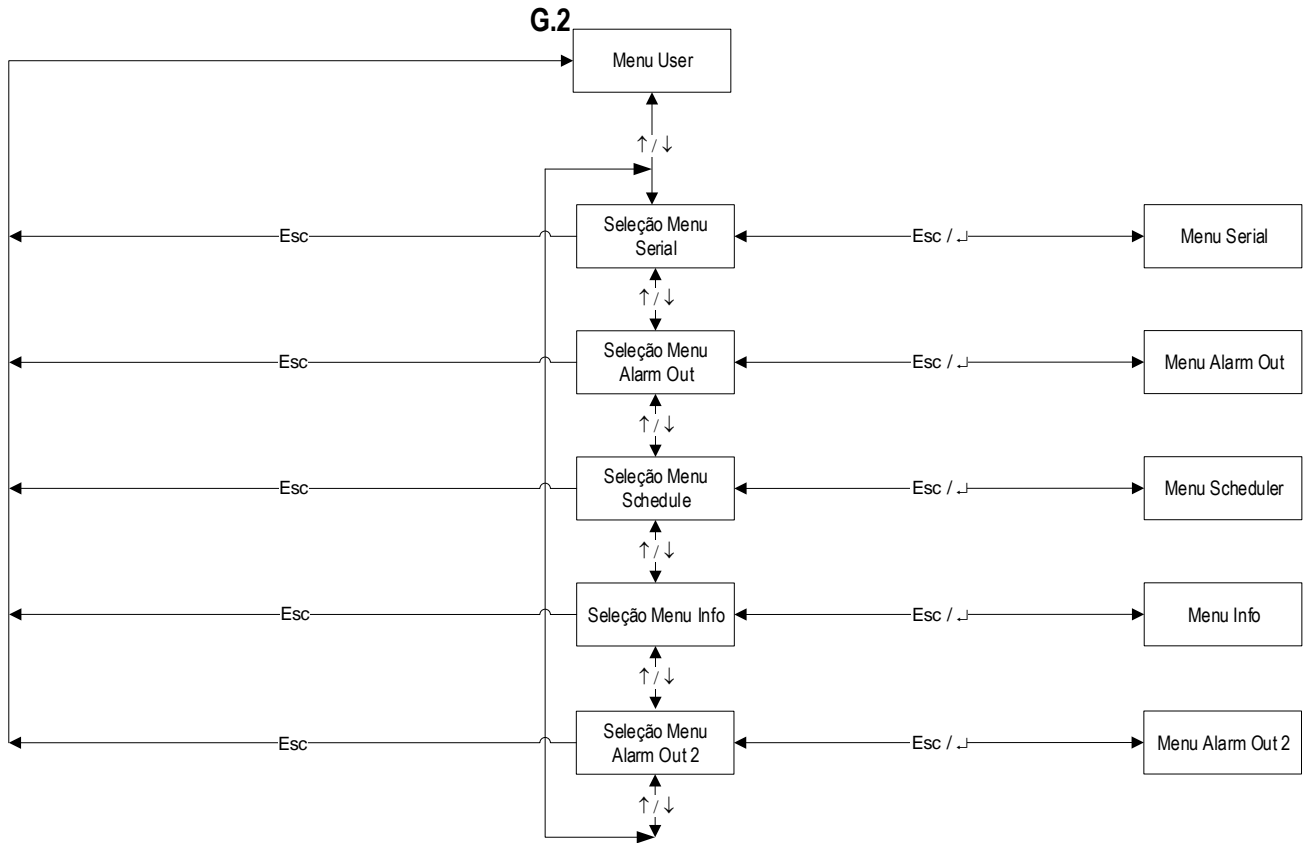 G.2
Menu User
↑ / ↓
Seleção Menu
Serial
Esc
Esc / ↵
Menu Serial
↑ / ↓
Seleção Menu
Alarm Out
Esc
Esc / ↵
Menu Alarm Out
↑ / ↓
Seleção Menu
Schedule
Esc
Esc / ↵
Menu Scheduler
↑ / ↓
Seleção Menu Info
Esc
Esc / ↵
Menu Info
↑ / ↓
Seleção Menu
Alarm Out 2
Esc
Esc / ↵
Menu Alarm Out 2
↑ / ↓